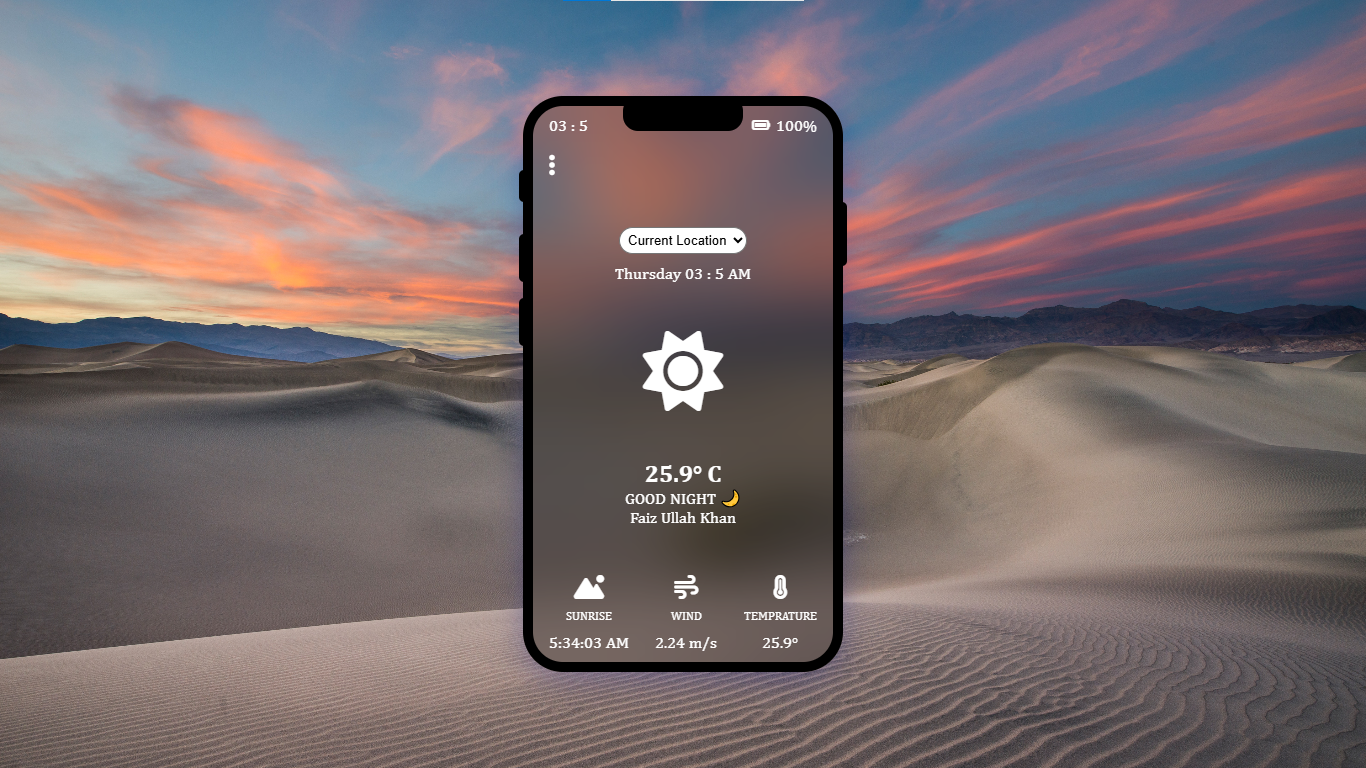 03 : 5
100%
Current Location
Thursday 03 : 5 AM
25.9° C
GOOD NIGHT 🌙
Faiz Ullah Khan
SUNRISE WIND TEMPRATURE
5:34:03 AM 2.24 m/s 25.9°